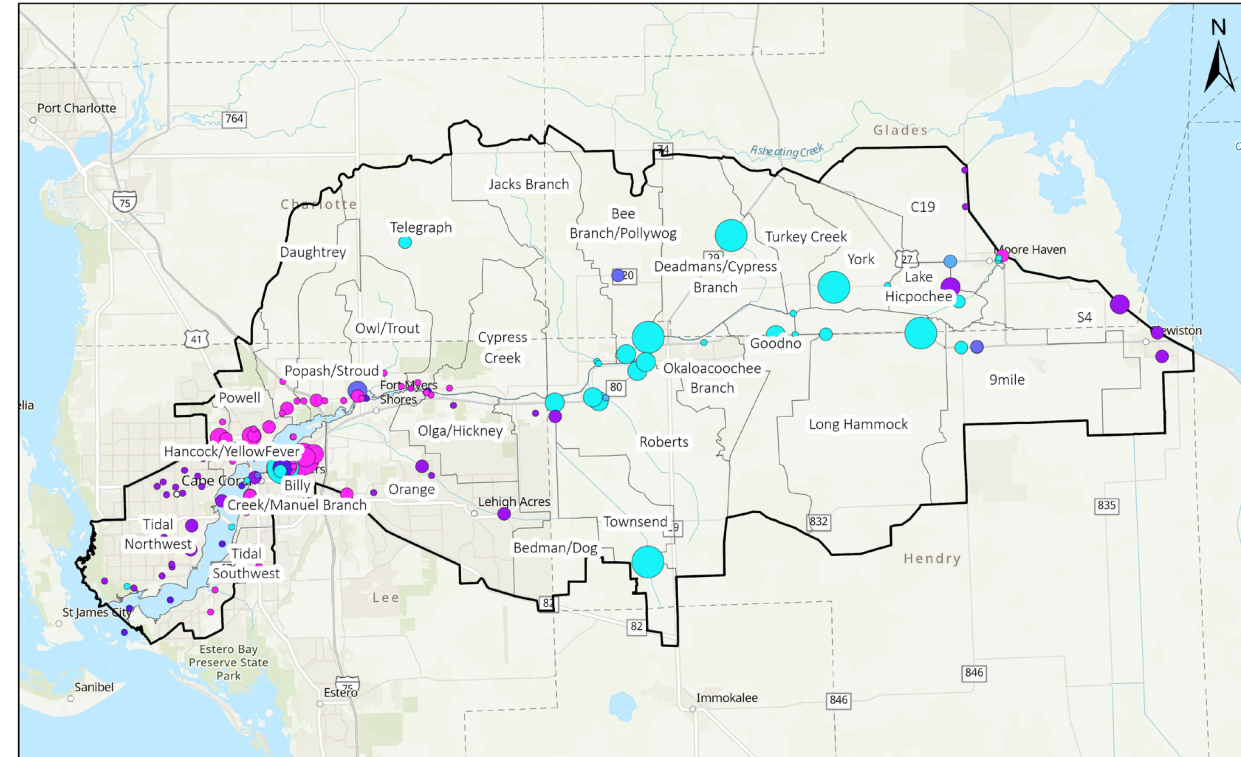 N
Port Charlotte
764
Glades
74
Fisheating Creek
Jacks Branch
75
Charlotte
C19
Bee
Branch/Pollywog
Telegraph
Turkey Creek
Daughtrey
Moore Haven
29
27
York
Deadmans/Cypress
Branch
20
Lake
Hicpochee
S4
Owl/Trout
41
Cypress
Creek
Goodno
Popash/Stroud
Okaloacoochee
Branch
9mile
Fort Myers
Shores
80
Powell
Olga/Hickney
Long Hammock
Roberts
Hancock/YellowFever
Cape Coral
Billy
Orange
Creek/Manuel Branch
Lehigh Acres
835
Tidal
Northwest
Townsend
832
Bedman/Dog
Tidal
Southwest
Hendry
Lee
82
St James City
82
Estero Bay
Preserve State
Park
846
Sanibel
75
Estero
Immokalee
846